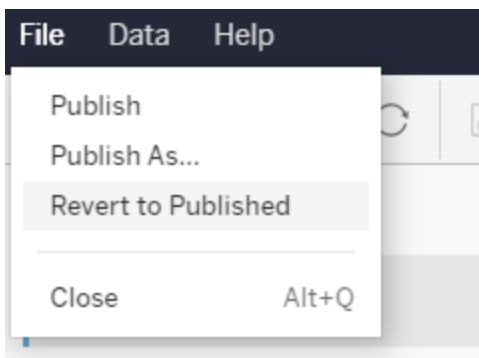 File Data Help
Publish
Publish As...
Revert to Published
Close Alt+Q